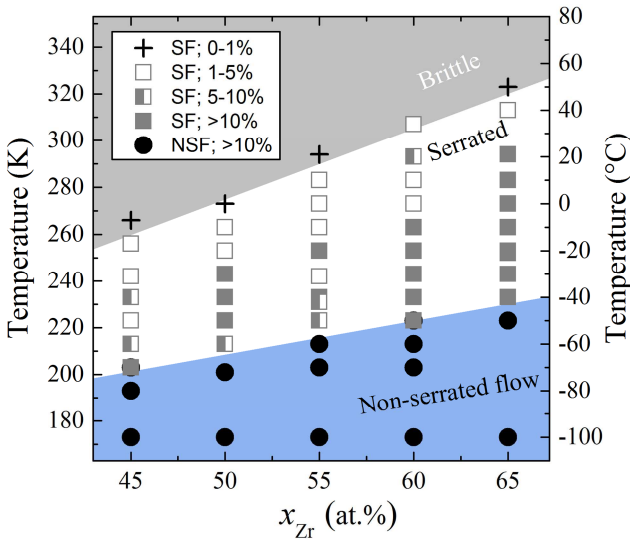 SF; 0-1%
SF; 1-5%
SF; 5-10%
SF; >10%
NSF; >10%
Brittle
Serrated
Non-serrated flow
Temperature (K)
340
320
300
280
260
240
220
200
180
Temperature (°C)
80
60
40
20
0
-20
-40
-60
-80
-100
45 50 55 60 65
x_Zr (at.%)